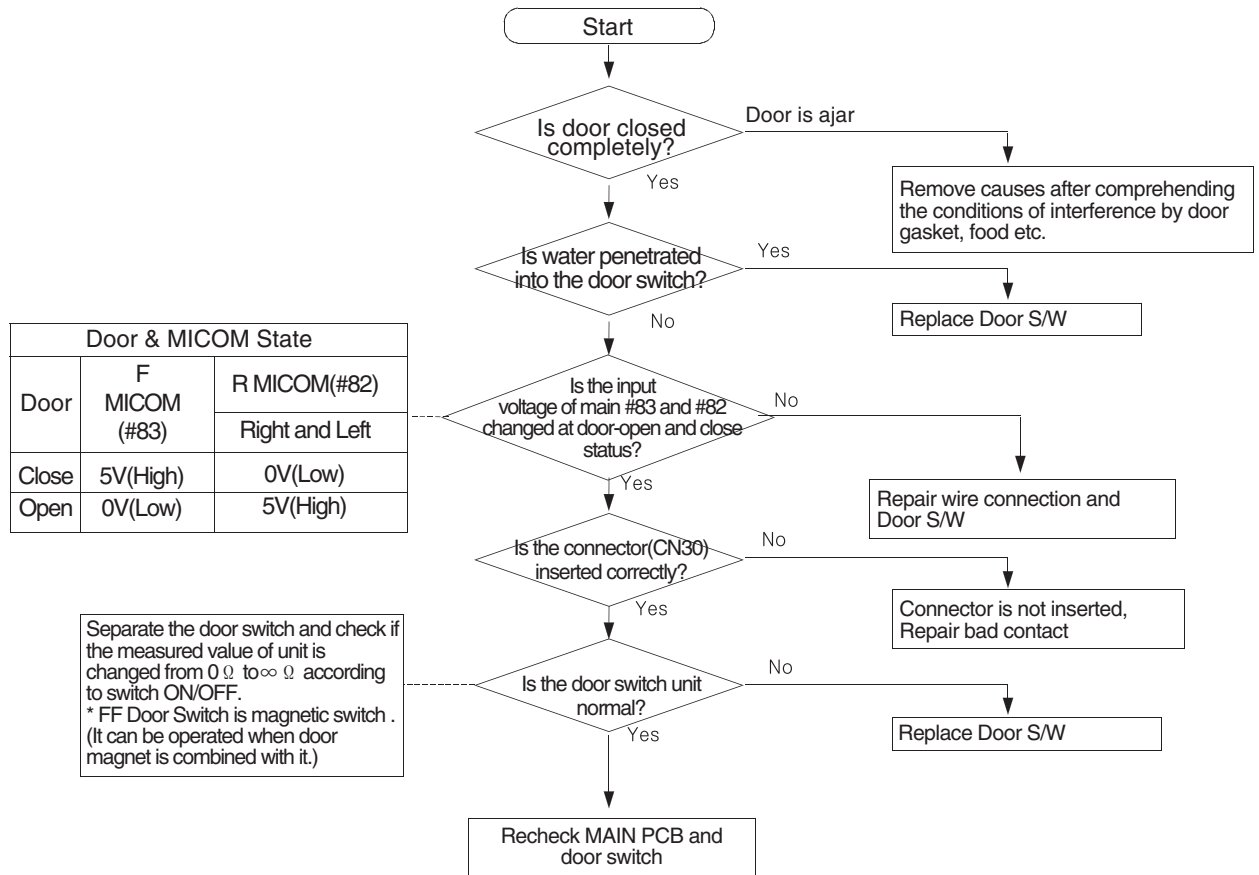 Start
Is door closed
completely?
Door is ajar
Yes
Remove causes after comprehending
the conditions of interference by door
gasket, food etc.
Is water penetrated
into the door switch?
Yes
No
Replace Door S/W
Door & MICOM State
Door
F
MICOM
(#83)
R MICOM(#82)
Right and Left
Close 5V(High) 0V(Low)
Open 0V(Low) 5V(High)
Is the input
voltage of main #83 and #82
changed at door-open and close
status?
No
Yes
Repair wire connection and
Door S/W
Is the connector(CN30)
inserted correctly?
No
Yes
Connector is not inserted,
Repair bad contact
Separate the door switch and check if
the measured value of unit is
changed from 0 Ω to∞ Ω according
to switch ON/OFF.
* FF Door Switch is magnetic switch .
(It can be operated when door
magnet is combined with it.)
Is the door switch unit
normal?
No
Yes
Replace Door S/W
Recheck MAIN PCB and
door switch